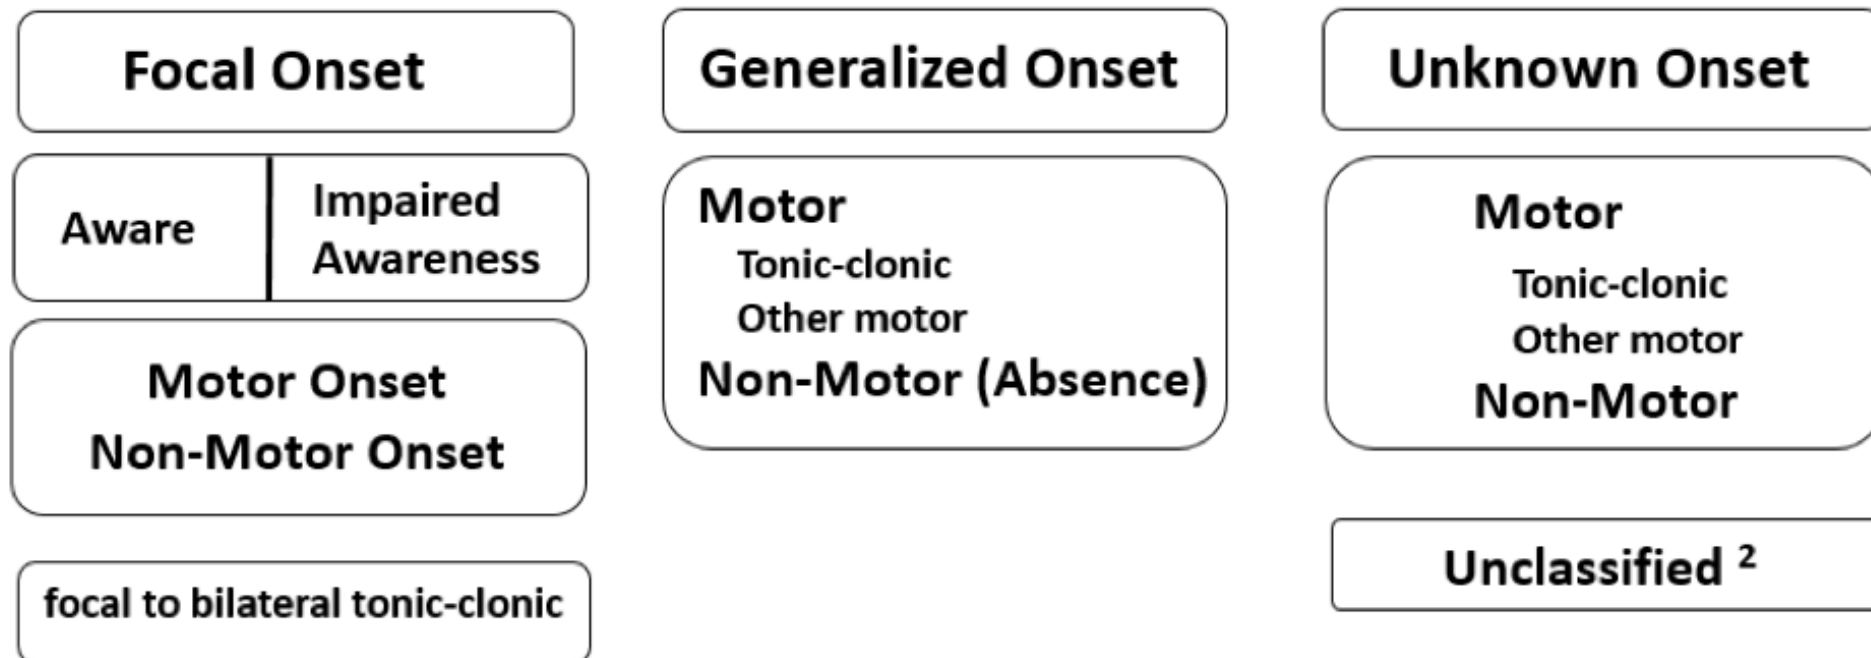 Focal Onset
Aware
Impaired
Awareness
Motor Onset
Non-Motor Onset
focal to bilateral tonic-clonic
Generalized Onset
Motor
Tonic-clonic
Other motor
Non-Motor (Absence)
Unknown Onset
Motor
Tonic-clonic
Other motor
Non-Motor
Unclassified ²